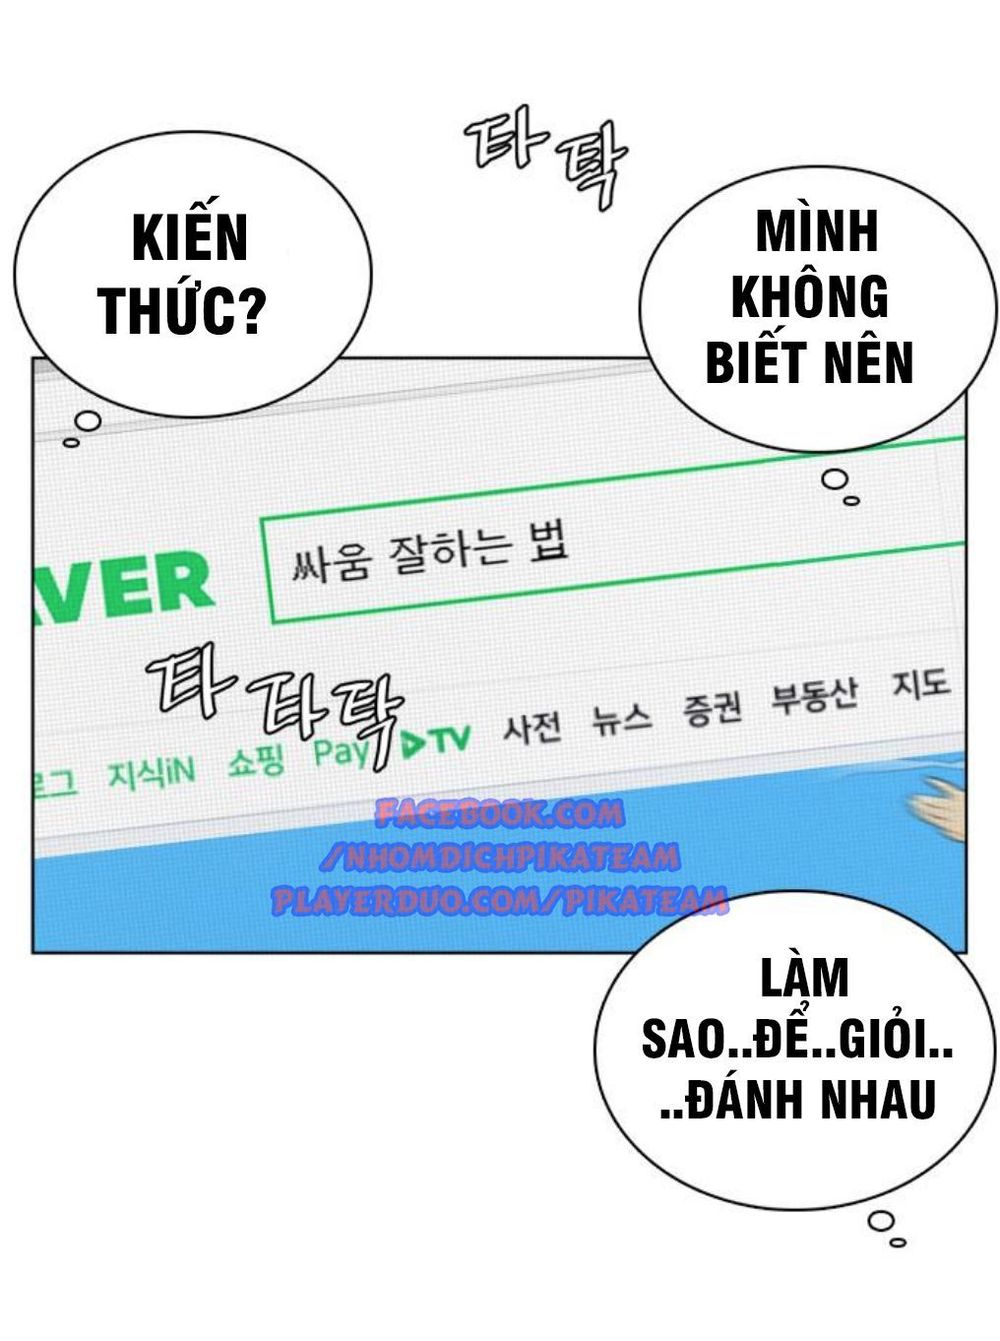 타
탁
KIẾN
THỨC?
MÌNH
KHÔNG
BIẾT NÊN
AVER
싸움 잘하는 법
타
타
탁
로그 지식iN 쇼핑 Pay TV 사전 뉴스 증권 부동산 지도
FACEBOOK.COM
/NHOMDICHPIKATEAM
PLAYERDUO.COM/PIKATEAM
LÀM
SAO..ĐỂ..GIỎI..
..ĐÁNH NHAU